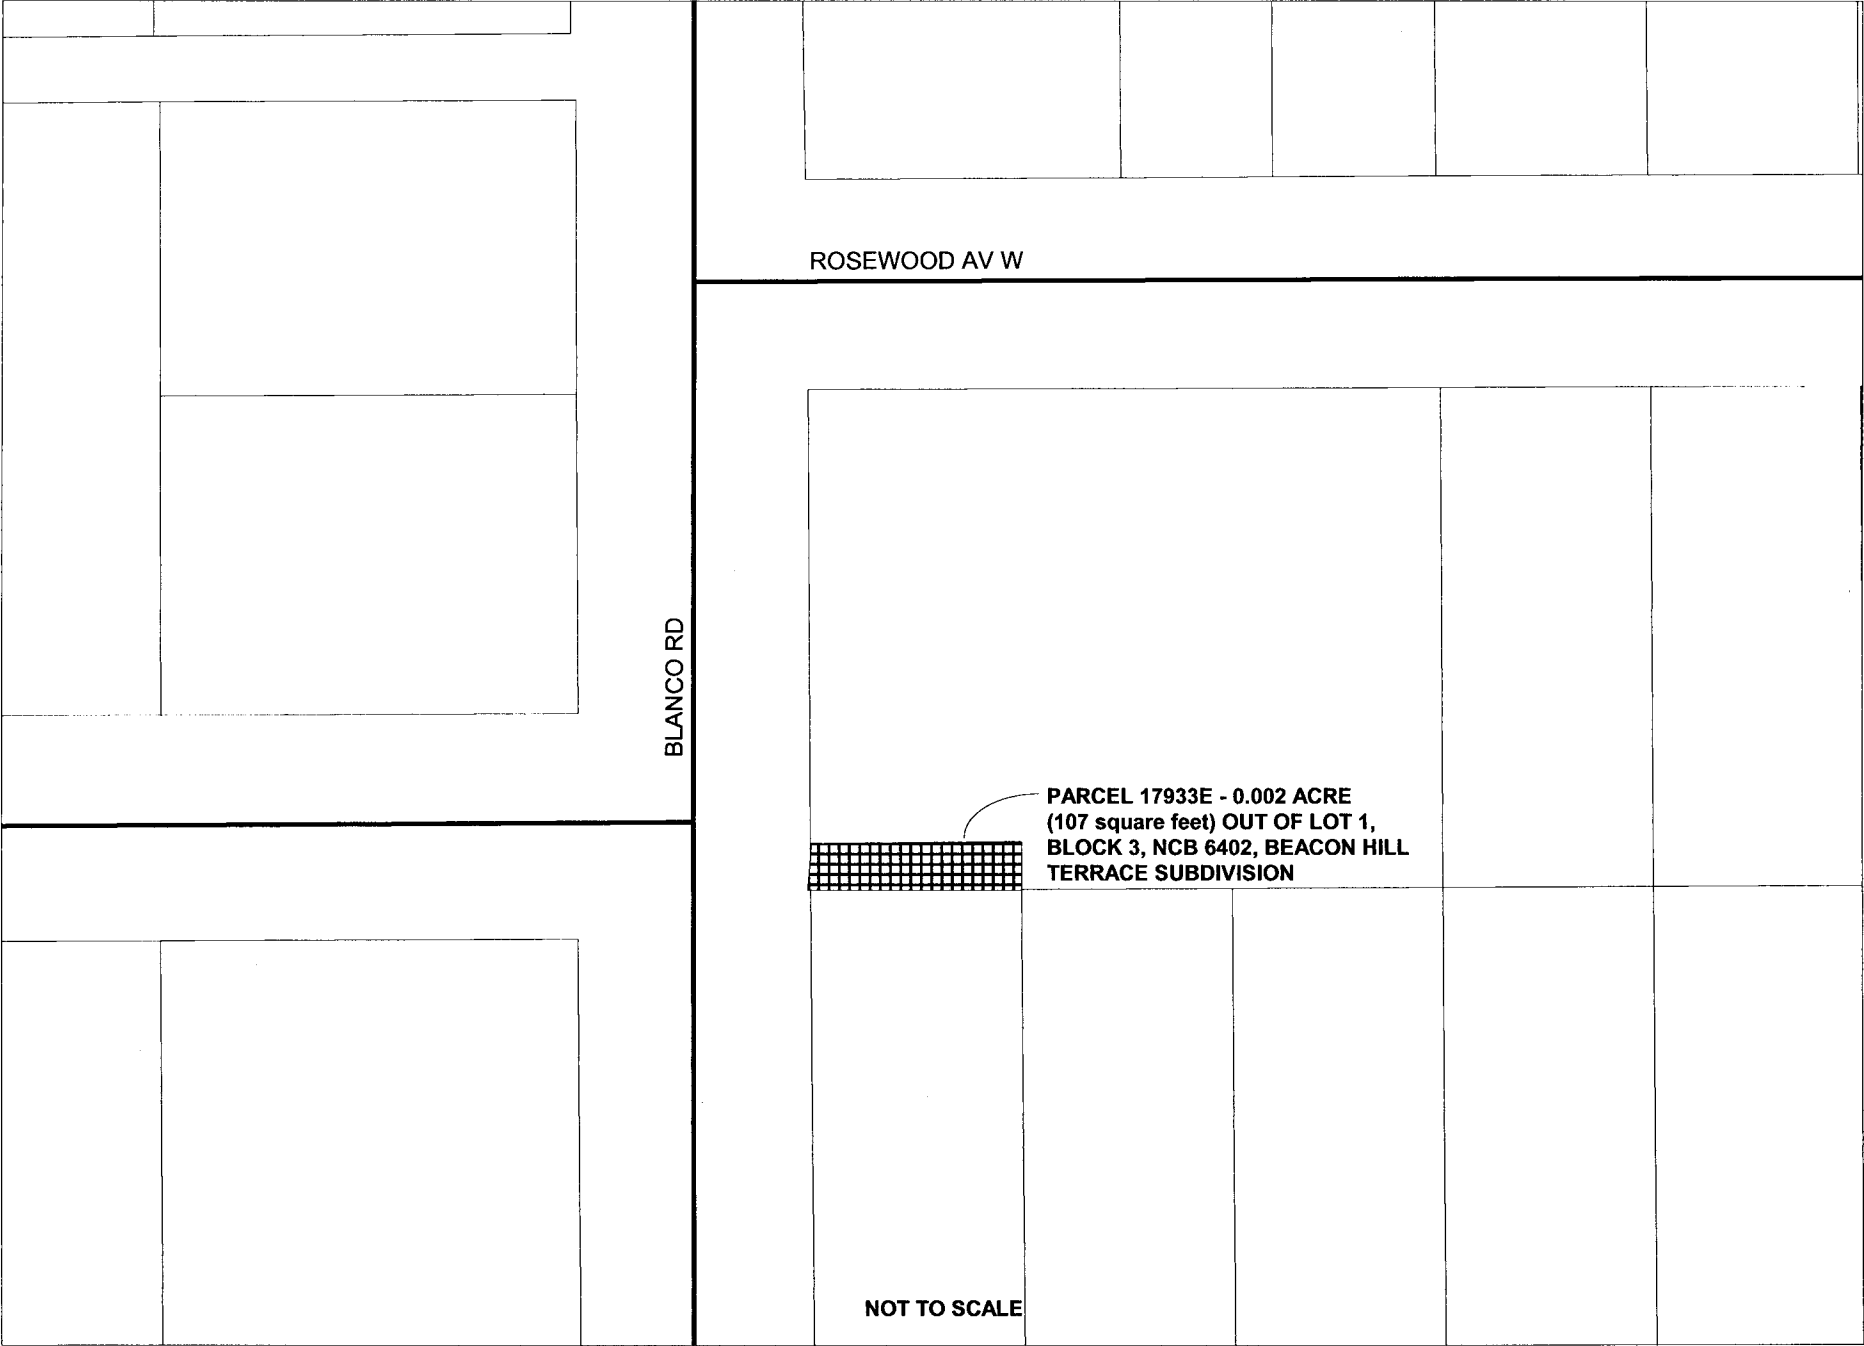 ROSEWOOD AV W
BLANCO RD
PARCEL 17933E - 0.002 ACRE
(107 square feet) OUT OF LOT 1,
BLOCK 3, NCB 6402, BEACON HILL
TERRACE SUBDIVISION
NOT TO SCALE